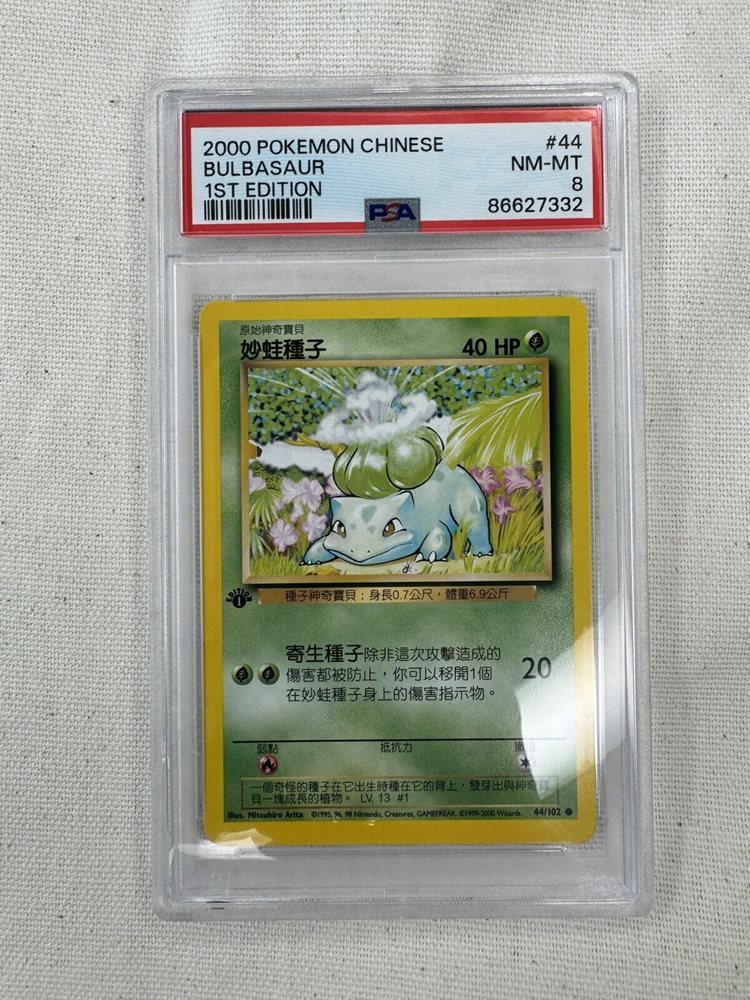 2000 POKEMON CHINESE #44
BULBASAUR NM-MT
1ST EDITION 8
PSA 86627332
原始神奇寶貝
妙蛙種子 40 HP
EDITION 1
種子神奇寶貝；身長0.7公尺，體重6.9公斤
寄生種子除非這次攻擊造成的
傷害都被防止，你可以移開1個 20
在妙蛙種子身上的傷害指示物。
弱點 抵抗力
一個奇怪的種子在它出生時種在它的背上，發芽出與神奇寶
貝一塊成長的植物。 LV. 13 #1
Illus. Mitsuhiro Arita ©1995, 96, 98 Nintendo, Creatures, GAMEFREAK. ©1999-2000 Wizards. 44/102